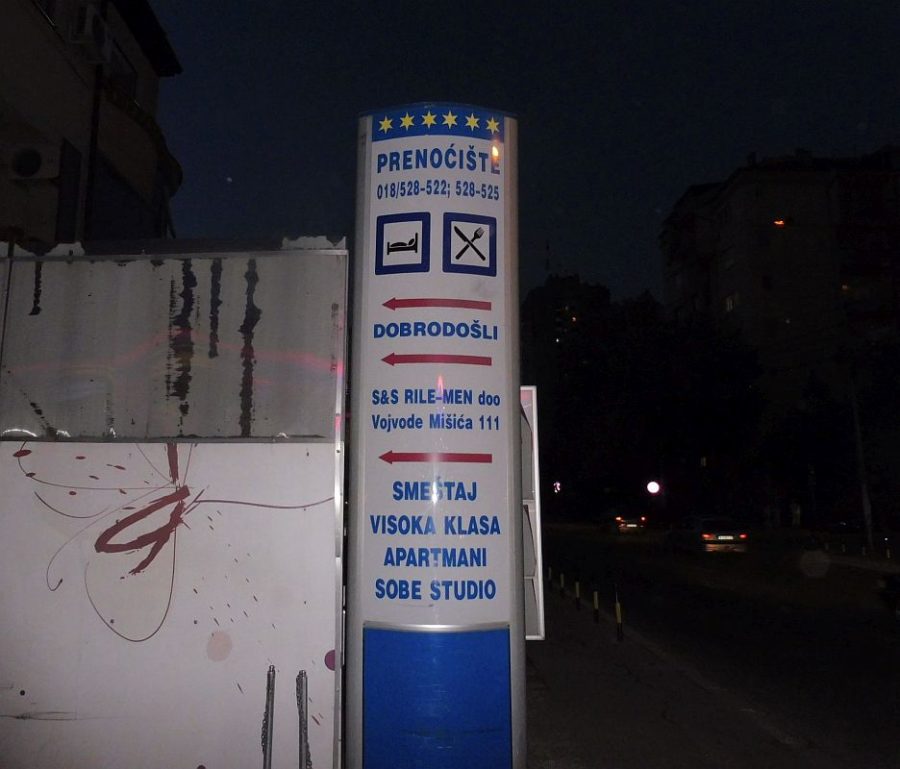 PRENOĆIŠTE
018/528-522; 528-525
DOBRODOŠLI
S&S RILE-MEN doo
Vojvode Mišića 111
SMEŠTAJ
VISOKA KLASA
APARTMANI
SOBE STUDIO